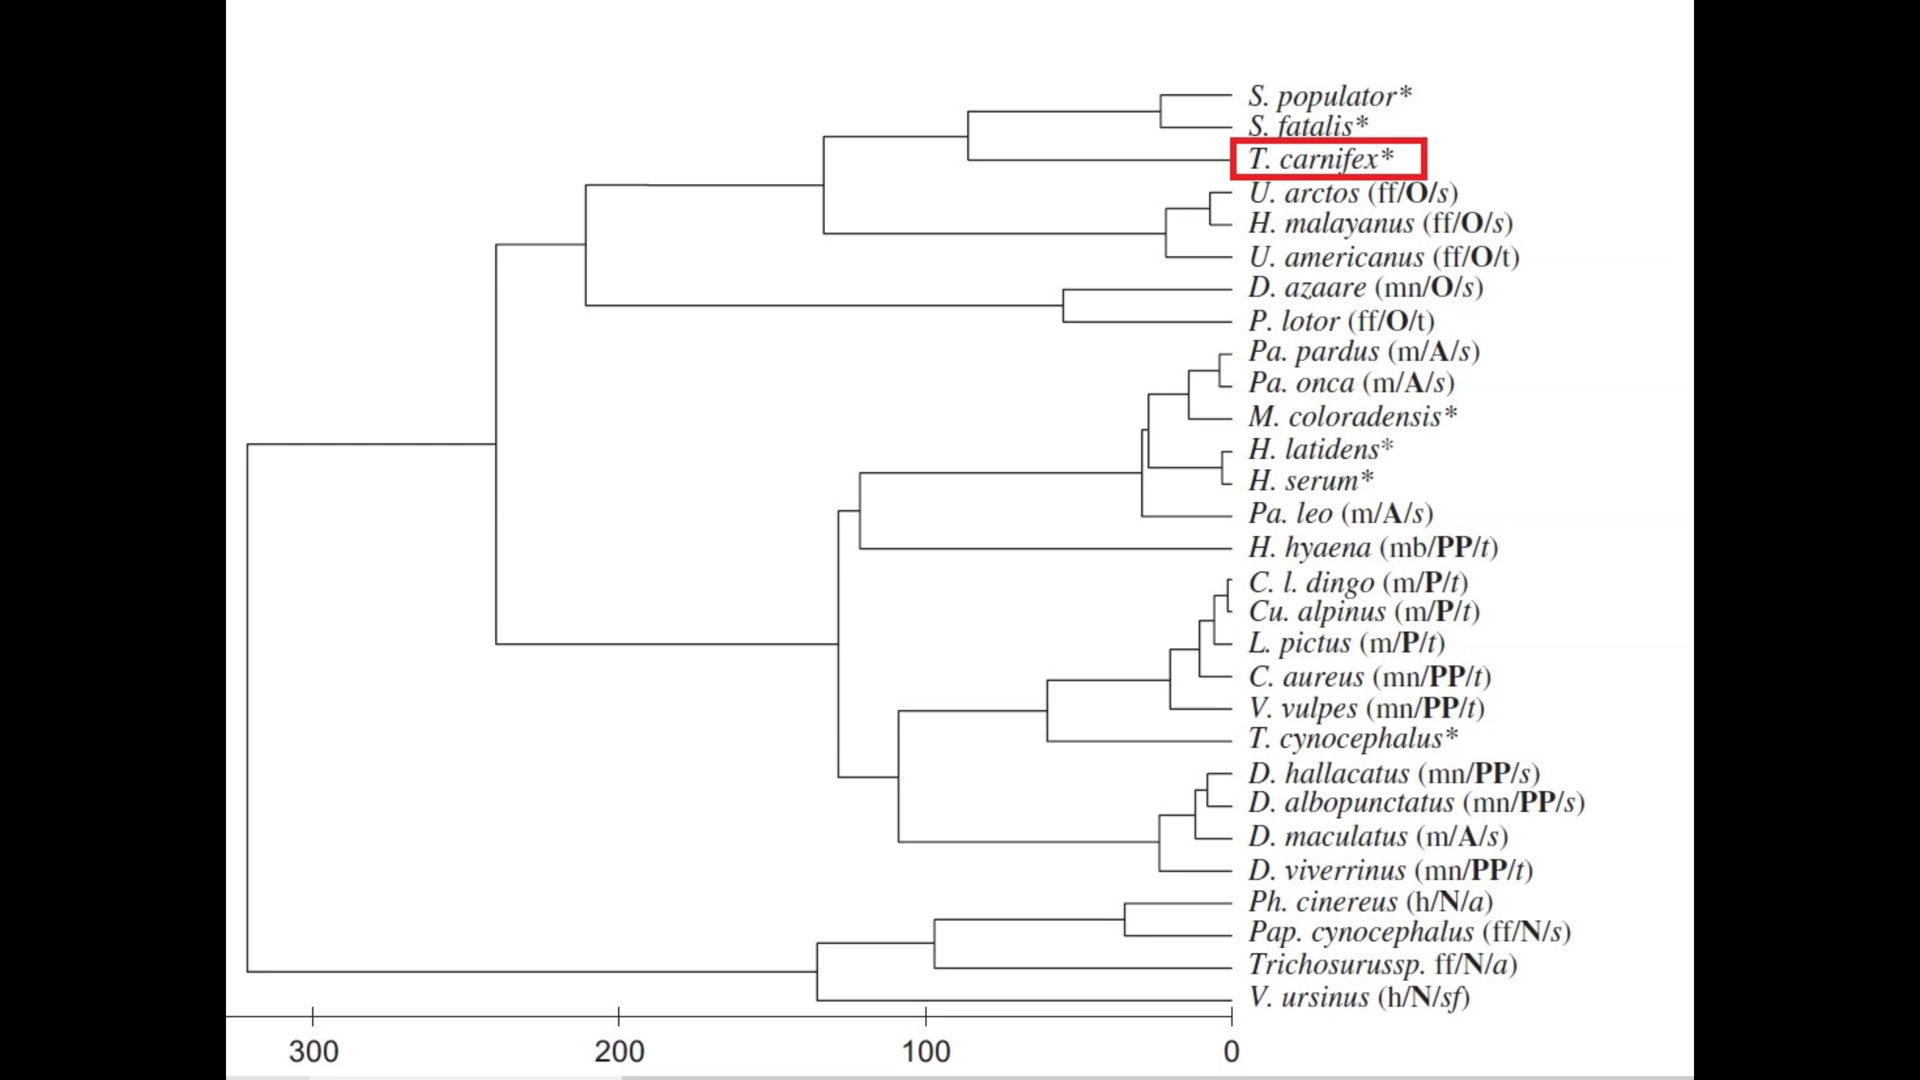 S. populator*
S. fatalis*
T. carnifex*
U. arctos (ff/O/s)
H. malayanus (ff/O/s)
U. americanus (ff/O/t)
D. azaare (mn/O/s)
P. lotor (ff/O/t)
Pa. pardus (m/A/s)
Pa. onca (m/A/s)
M. coloradensis*
H. latidens*
H. serum*
Pa. leo (m/A/s)
H. hyaena (mb/PP/t)
C. l. dingo (m/P/t)
Cu. alpinus (m/P/t)
L. pictus (m/P/t)
C. aureus (mn/PP/t)
V. vulpes (mn/PP/t)
T. cynocephalus*
D. hallacatus (mn/PP/s)
D. albopunctatus (mn/PP/s)
D. maculatus (m/A/s)
D. viverrinus (mn/PP/t)
Ph. cinereus (h/N/a)
Pap. cynocephalus (ff/N/s)
Trichosurussp. ff/N/a)
V. ursinus (h/N/sf)
300 200 100 0